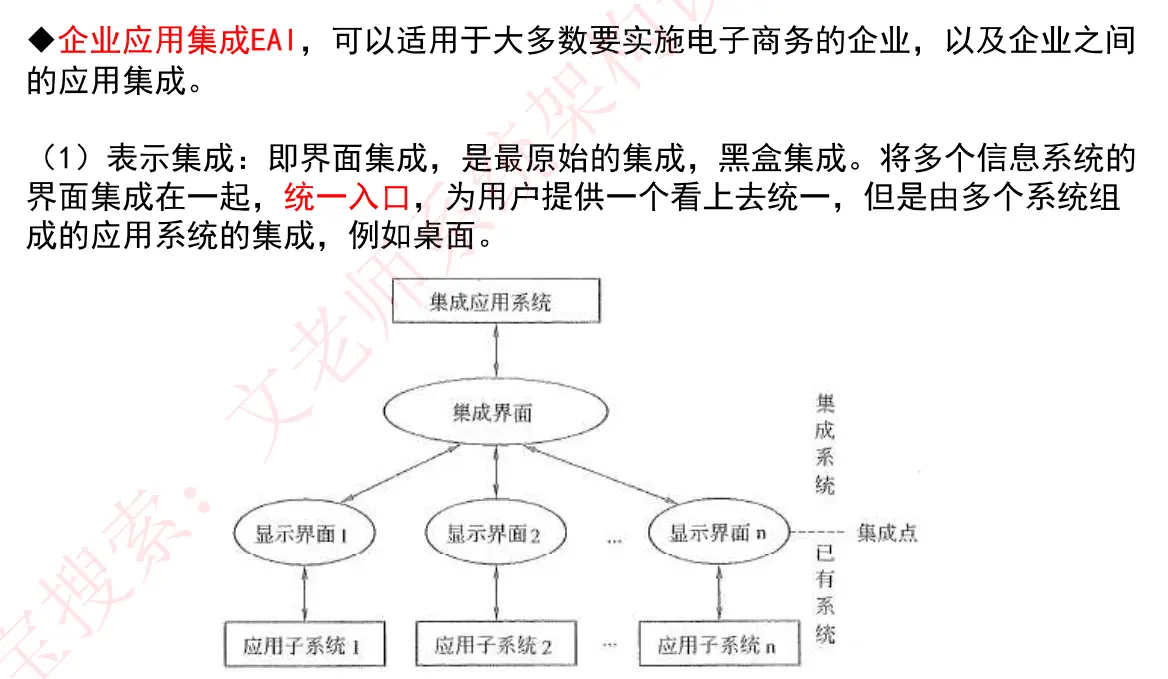 ◆企业应用集成EAI，可以适用于大多数要实施电子商务的企业，以及企业之间
的应用集成。
（1）表示集成：即界面集成，是最原始的集成，黑盒集成。将多个信息系统的
界面集成在一起，统一入口，为用户提供一个看上去统一，但是由多个系统组
成的应用系统的集成，例如桌面。
集成应用系统
集成界面
集成系统
显示界面1
显示界面2
...
显示界面n
集成点
已有系统
应用子系统1
应用子系统2
...
应用子系统n
宝搜索：文老师系统架构设